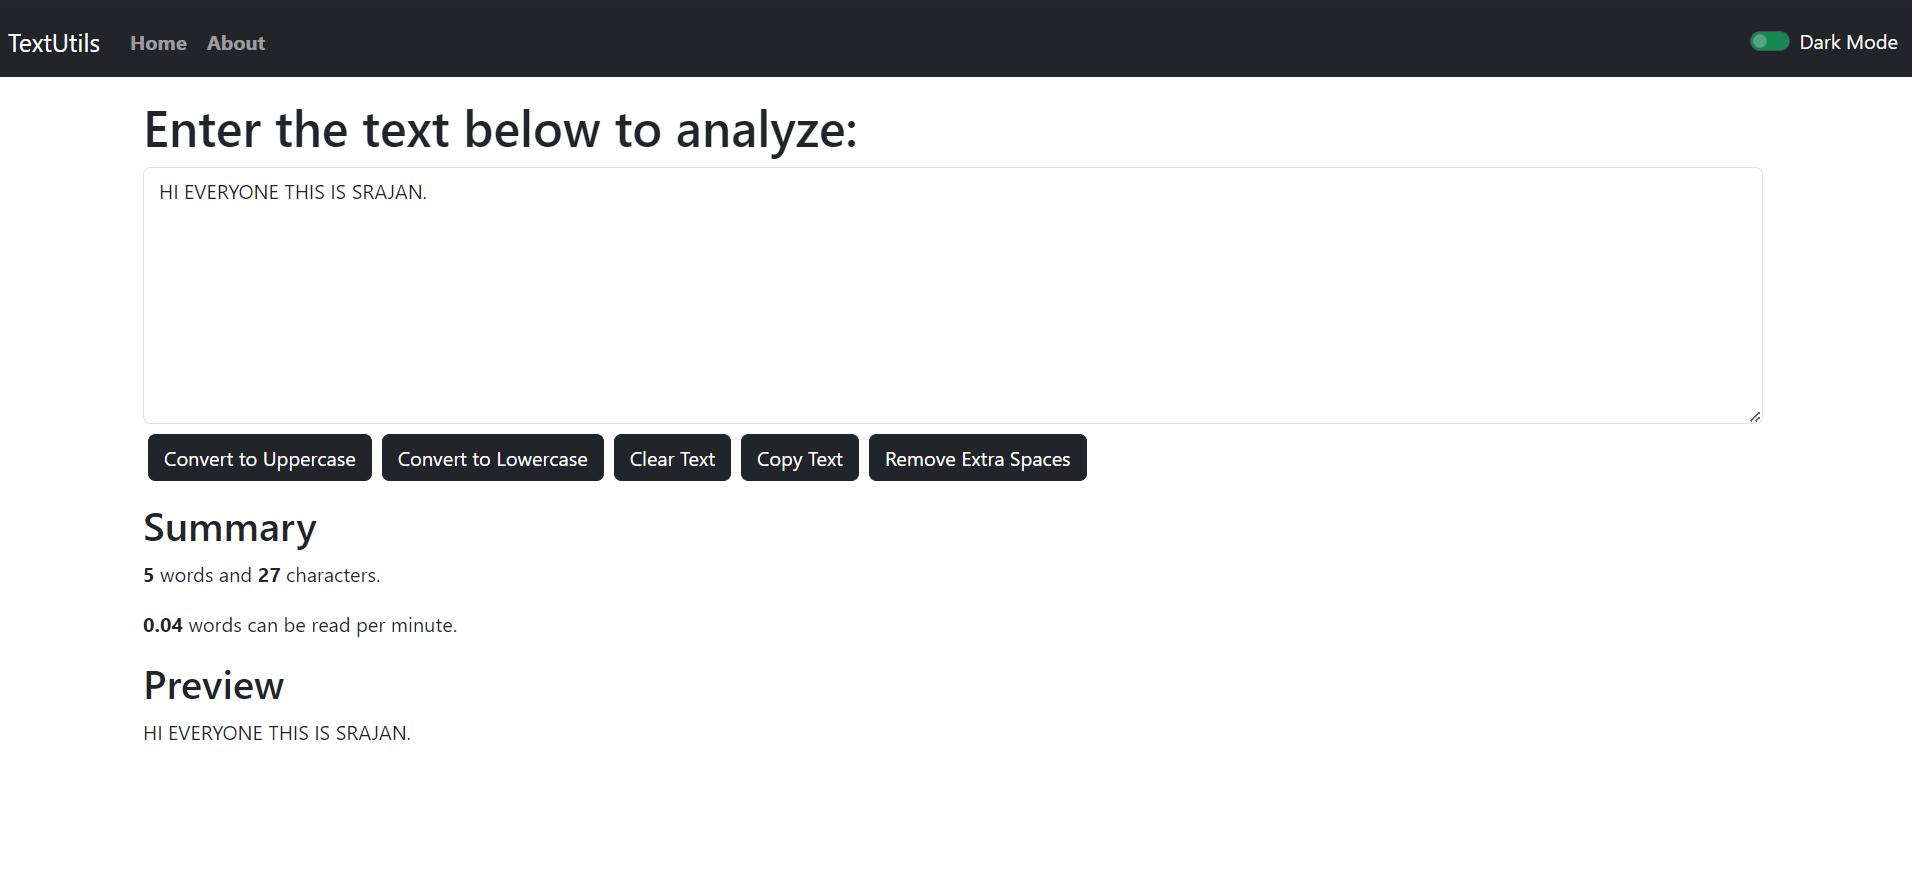 TextUtils Home About Dark Mode
Enter the text below to analyze:
HI EVERYONE THIS IS SRAJAN.
Convert to Uppercase Convert to Lowercase Clear Text Copy Text Remove Extra Spaces
Summary
5 words and 27 characters.
0.04 words can be read per minute.
Preview
HI EVERYONE THIS IS SRAJAN.